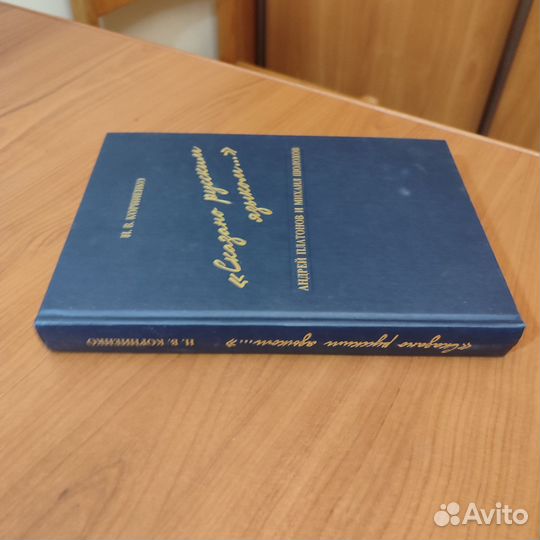 Н. В. КОРНИЕНКО
«Сказано русским
языком...»
АНДРЕЙ ПЛАТОНОВ И МИХАИЛ ШОЛОХОВ
Н. В. КОРНИЕНКО
«Сказано русским языком...»
Avito